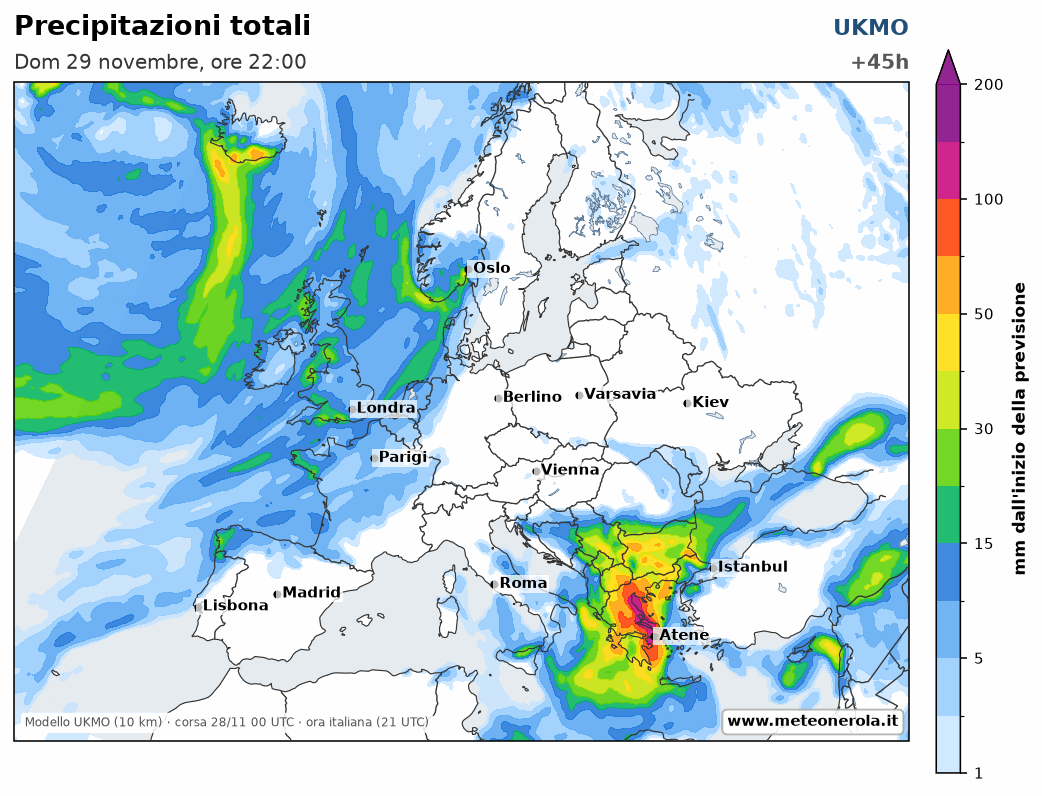 Precipitazioni totali
UKMO
Dom 29 novembre, ore 22:00
+45h
200
100
50
30
15
5
1
mm dall'inizio della previsione
Oslo
Berlino
Varsavia
Kiev
Londra
Parigi
Vienna
Istanbul
Roma
Madrid
Lisbona
Atene
Modello UKMO (10 km) · corsa 28/11 00 UTC · ora italiana (21 UTC)
www.meteonerola.it